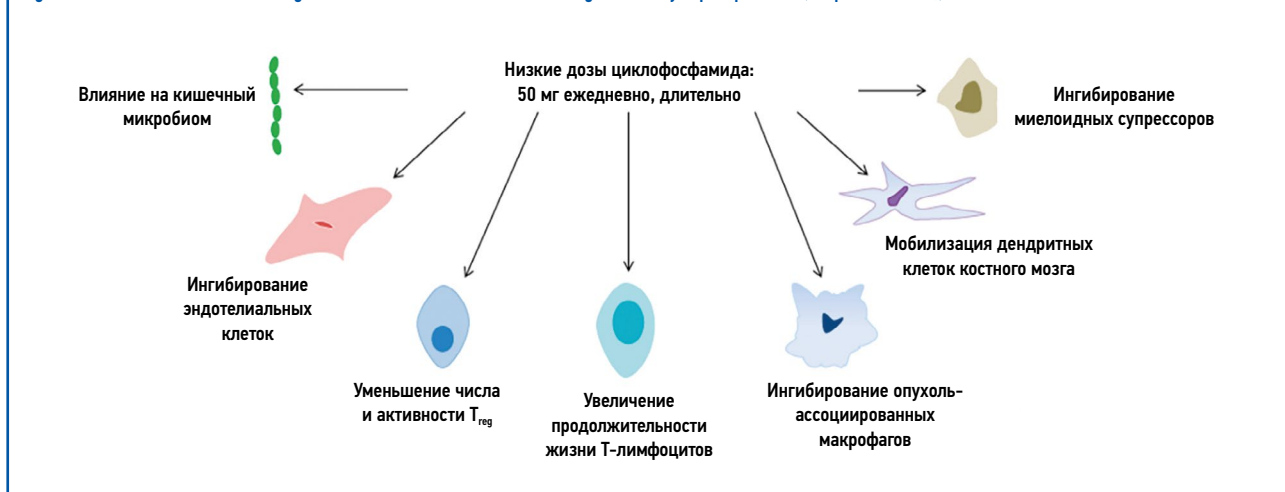 Низкие дозы циклофосфамида:
50 мг ежедневно, длительно
Влияние на кишечный
микробиом
Ингибирование
эндотелиальных
клеток
Уменьшение числа
и активности Treg
Увеличение
продолжительности
жизни Т-лимфоцитов
Ингибирование опухоль-
ассоциированных
макрофагов
Мобилизация дендритных
клеток костного мозга
Ингибирование
миелоидных супрессоров